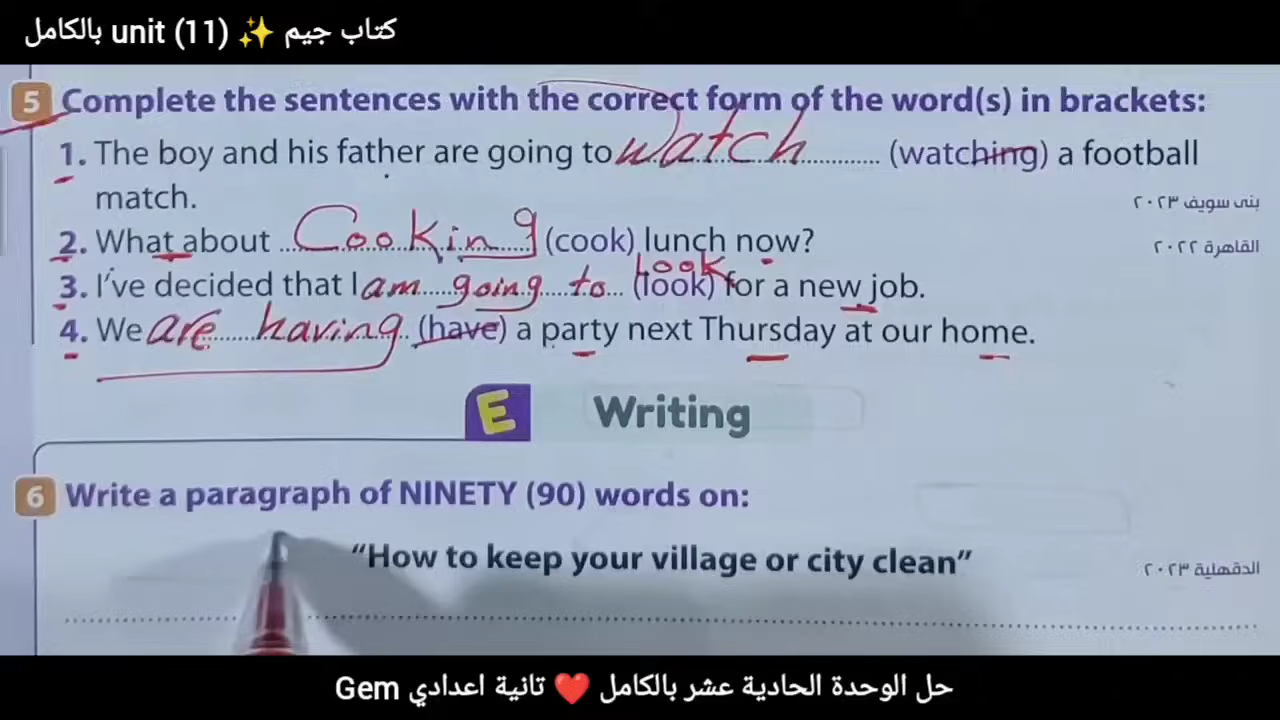 كتاب جيم ✨ unit (11) بالكامل
5 Complete the sentences with the correct form of the word(s) in brackets:
1. The boy and his father are going to watch (watching) a football
match.
بنى سويف ٢٠٢٣
2. What about Cooking (cook) lunch now?
القاهرة ٢٠٢٢
look
3. I've decided that I am going to (look) for a new job.
4. We are having (have) a party next Thursday at our home.
E Writing
6 Write a paragraph of NINETY (90) words on:
"How to keep your village or city clean"
الدقهلية ٢٠٢٣
حل الوحدة الحادية عشر بالكامل ❤️ تانية اعدادي Gem